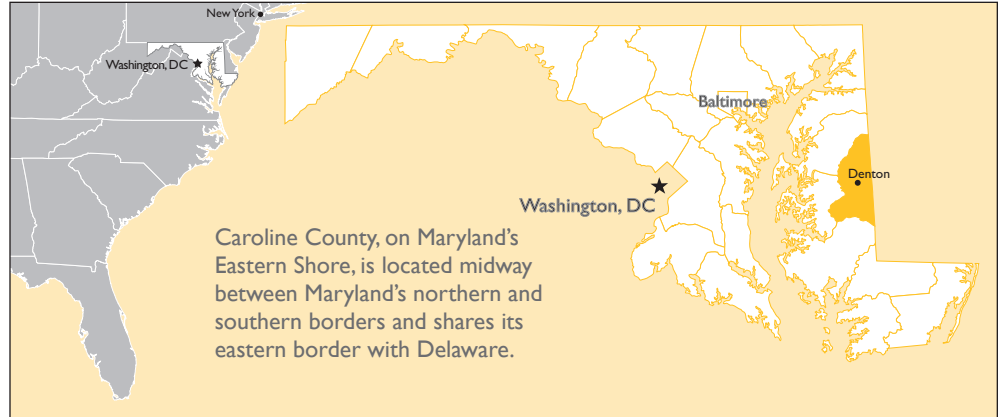 New York
Washington, DC
Baltimore
Denton
Washington, DC
Caroline County, on Maryland's
Eastern Shore, is located midway
between Maryland's northern and
southern borders and shares its
eastern border with Delaware.